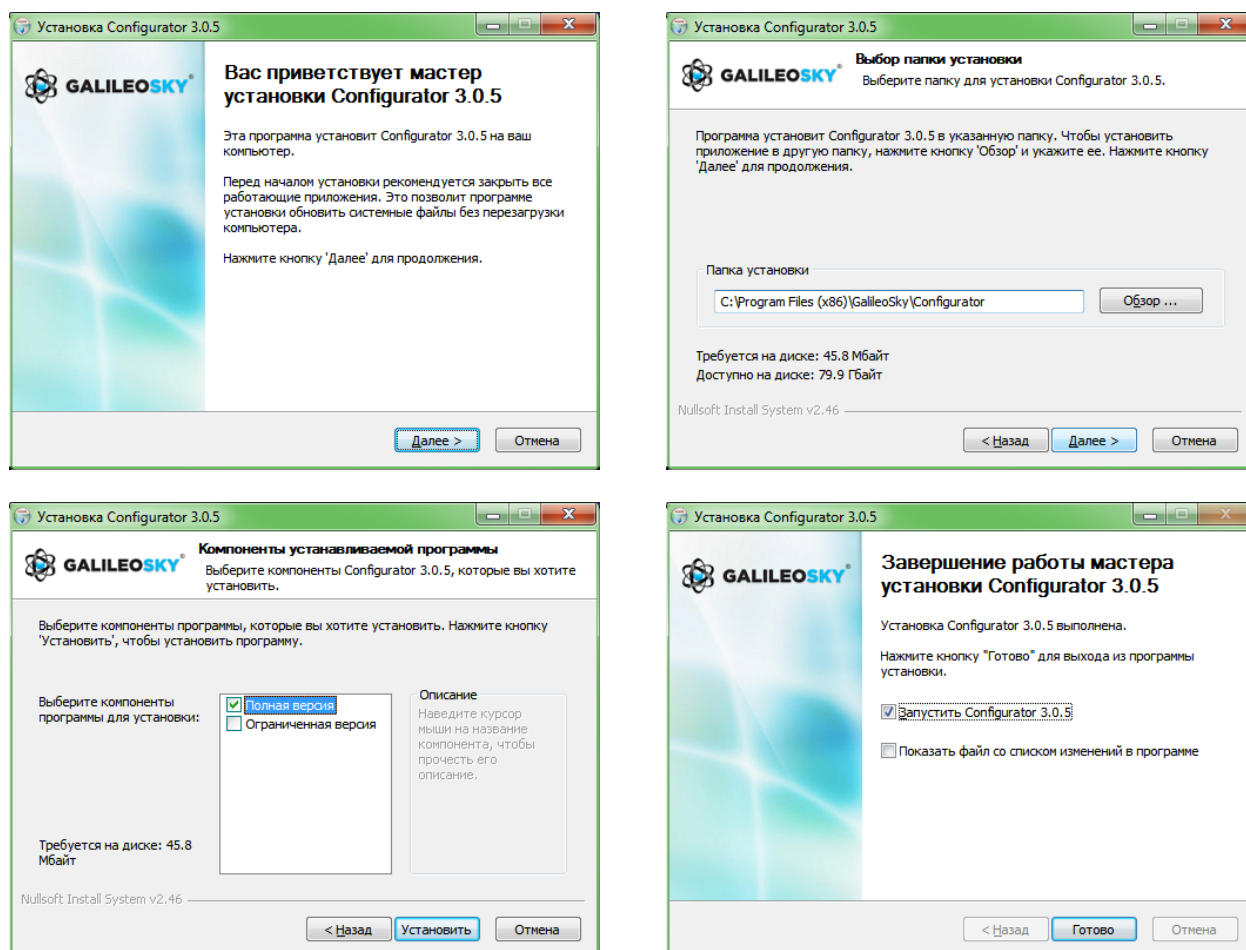 Установка Configurator 3.0.5
GALILEOSKY®
Вас приветствует мастер
установки Configurator 3.0.5
Эта программа установит Configurator 3.0.5 на ваш
компьютер.
Перед началом установки рекомендуется закрыть все
работающие приложения. Это позволит программе
установки обновить системные файлы без перезагрузки
компьютера.
Нажмите кнопку 'Далее' для продолжения.
Далее >
Отмена
Установка Configurator 3.0.5
GALILEOSKY®
Выбор папки установки
Выберите папку для установки Configurator 3.0.5.
Программа установит Configurator 3.0.5 в указанную папку. Чтобы установить
приложение в другую папку, нажмите кнопку 'Обзор' и укажите ее. Нажмите кнопку
'Далее' для продолжения.
Папка установки
C:\Program Files (x86)\GalileoSky\Configurator
Обзор ...
Требуется на диске: 45.8 Мбайт
Доступно на диске: 79.9 Гбайт
Nullsoft Install System v2.46
< Назад
Далее >
Отмена
Установка Configurator 3.0.5
GALILEOSKY®
Компоненты устанавливаемой программы
Выберите компоненты Configurator 3.0.5, которые вы хотите
установить.
Выберите компоненты программы, которые вы хотите установить. Нажмите кнопку
'Установить', чтобы установить программу.
Выберите компоненты
программы для установки:
Полная версия
Ограниченная версия
Описание
Наведите курсор
мыши на название
компонента, чтобы
прочесть его
описание.
Требуется на диске: 45.8
Мбайт
Nullsoft Install System v2.46
< Назад
Установить
Отмена
Установка Configurator 3.0.5
GALILEOSKY®
Завершение работы мастера
установки Configurator 3.0.5
Установка Configurator 3.0.5 выполнена.
Нажмите кнопку "Готово" для выхода из программы
установки.
Запустить Configurator 3.0.5
Показать файл со списком изменений в программе
< Назад
Готово
Отмена